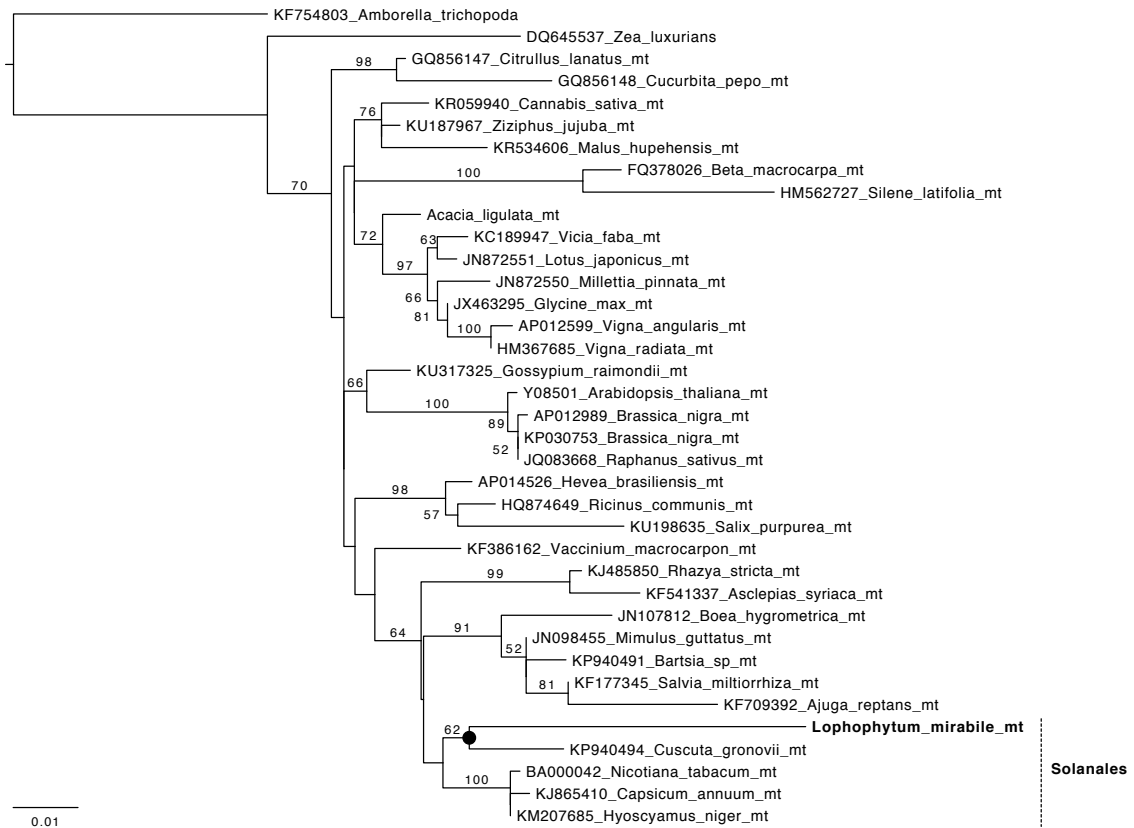 KF754803_Amborella_trichopoda
DQ645537_Zea_luxurians
98
GQ856147_Citrullus_lanatus_mt
GQ856148_Cucurbita_pepo_mt
76
KR059940_Cannabis_sativa_mt
KU187967_Ziziphus_jujuba_mt
KR534606_Malus_hupehensis_mt
70
100
FQ378026_Beta_macrocarpa_mt
HM562727_Silene_latifolia_mt
72
Acacia_ligulata_mt
63
KC189947_Vicia_faba_mt
97
JN872551_Lotus_japonicus_mt
66
JN872550_Millettia_pinnata_mt
81
JX463295_Glycine_max_mt
100
AP012599_Vigna_angularis_mt
HM367685_Vigna_radiata_mt
66
KU317325_Gossypium_raimondii_mt
100
Y08501_Arabidopsis_thaliana_mt
89
AP012989_Brassica_nigra_mt
52
KP030753_Brassica_nigra_mt
JQ083668_Raphanus_sativus_mt
98
AP014526_Hevea_brasiliensis_mt
57
HQ874649_Ricinus_communis_mt
KU198635_Salix_purpurea_mt
KF386162_Vaccinium_macrocarpon_mt
99
KJ485850_Rhazya_stricta_mt
KF541337_Asclepias_syriaca_mt
64
91
JN107812_Boea_hygrometrica_mt
52
JN098455_Mimulus_guttatus_mt
KP940491_Bartsia_sp_mt
81
KF177345_Salvia_miltiorrhiza_mt
KF709392_Ajuga_reptans_mt
62
Lophophytum_mirabile_mt
KP940494_Cuscuta_gronovii_mt
Solanales
100
BA000042_Nicotiana_tabacum_mt
KJ865410_Capsicum_annuum_mt
KM207685_Hyoscyamus_niger_mt
0.01